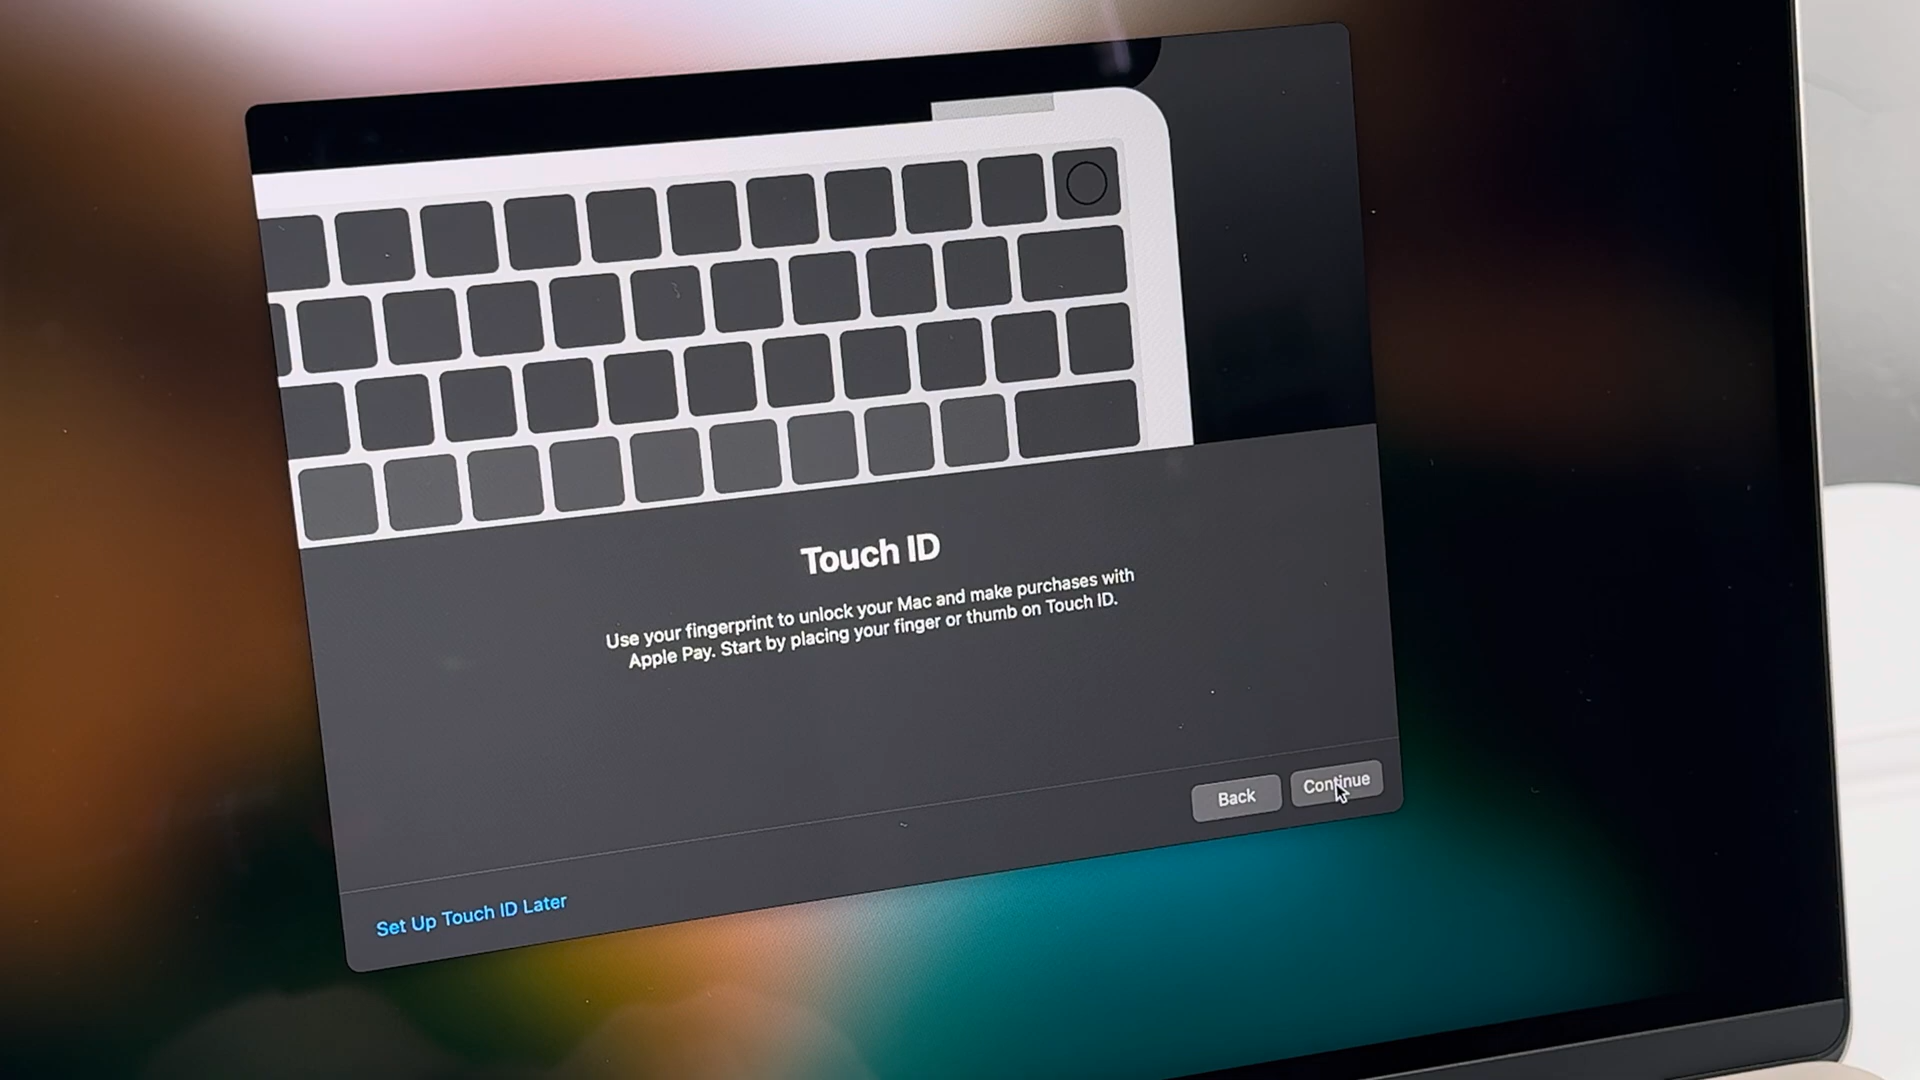 Touch ID
Use your fingerprint to unlock your Mac and make purchases with
Apple Pay. Start by placing your finger or thumb on Touch ID.
Back
Continue
Set Up Touch ID Later